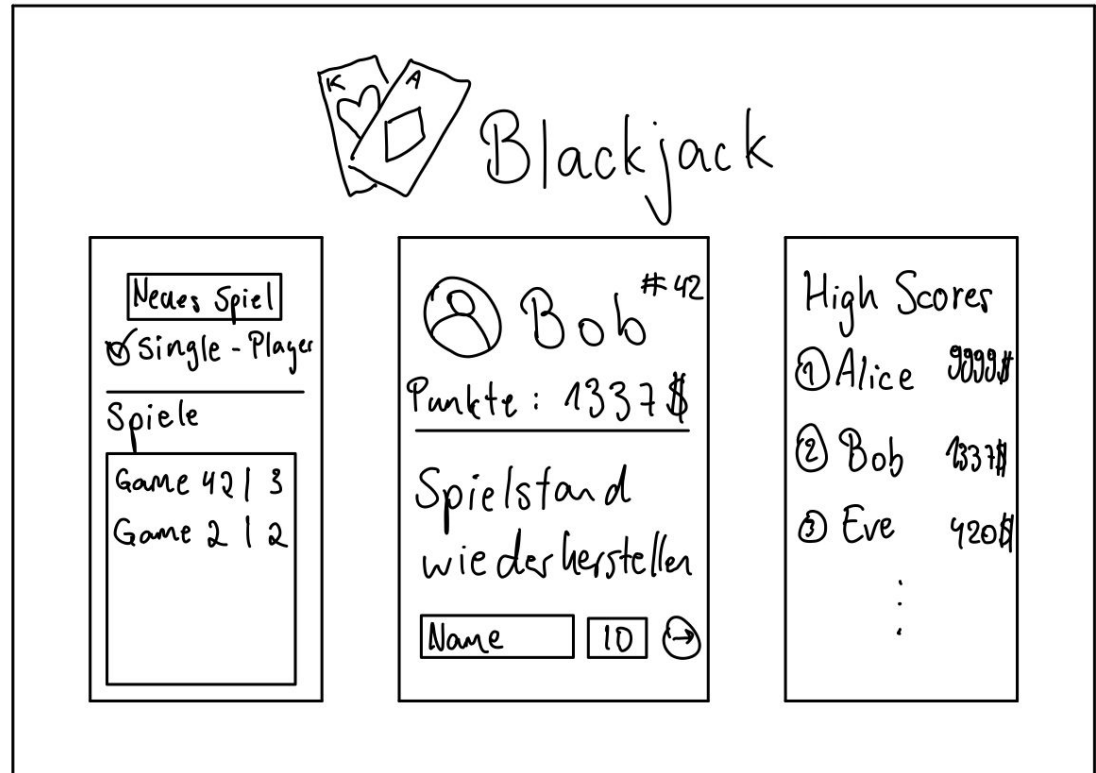 K A
Blackjack
Neues Spiel
Single-Player
Spiele
Game 42 | 3
Game 2 | 2
Bob #42
Punkte: 1337$
Spielstand
wiederherstellen
Name ID
High Scores
1 Alice 9999$
2 Bob 1337$
3 Eve 420$